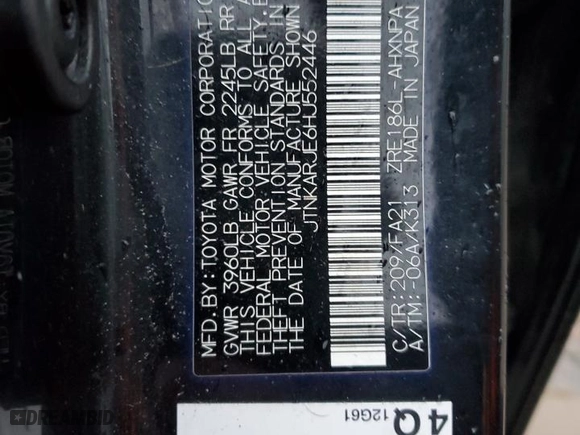 MFD. BY: TOYOTA MOTOR CORPORATIO
GVWR 3960LB GAWR FR 2245LB RR
THIS VEHICLE CONFORMS TO ALL A
FEDERAL MOTOR VEHICLE SAFETY, B
THEFT PREVENTION STANDARDS IN
THE DATE OF MANUFACTURE SHOWN
JTNKARJE6HJ552446
C/TR: 209/FA21 ZRE186L-AHXNPA
A/TM: -06A/K313 MADE IN JAPAN
4Q
12G61
DREAMBID